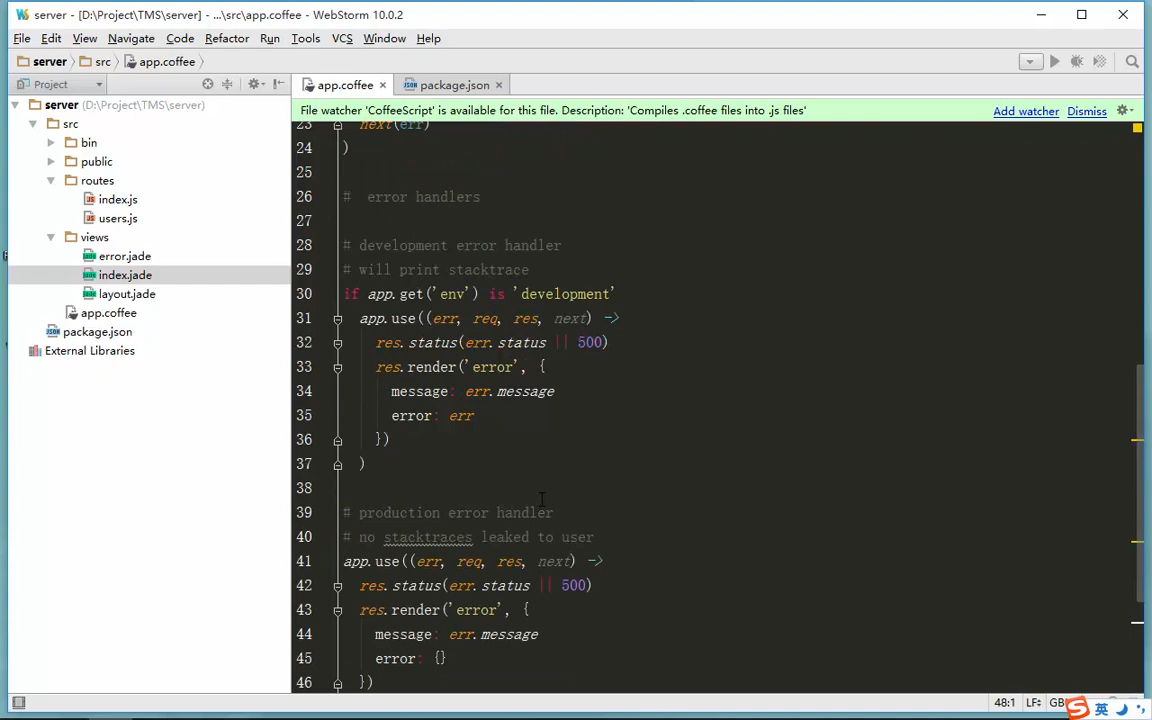 server - [D:\Project\TMS\server] - ...\src\app.coffee - WebStorm 10.0.2
File Edit View Navigate Code Refactor Run Tools VCS Window Help
server src app.coffee
Project
app.coffee package.json
server (D:\Project\TMS\server)
src
bin
public
routes
index.js
users.js
views
error.jade
index.jade
layout.jade
app.coffee
package.json
External Libraries
File watcher 'CoffeeScript' is available for this file. Description: 'Compiles .coffee files into .js files' Add watcher Dismiss
23 next(err)
24 )
25
26 # error handlers
27
28 # development error handler
29 # will print stacktrace
30 if app.get('env') is 'development'
31 app.use((err, req, res, next) ->
32 res.status(err.status || 500)
33 res.render('error', {
34 message: err.message
35 error: err
36 })
37 )
38
39 # production error handler
40 # no stacktraces leaked to user
41 app.use((err, req, res, next) ->
42 res.status(err.status || 500)
43 res.render('error', {
44 message: err.message
45 error: {}
46 })
48:1 LF÷ GB
英